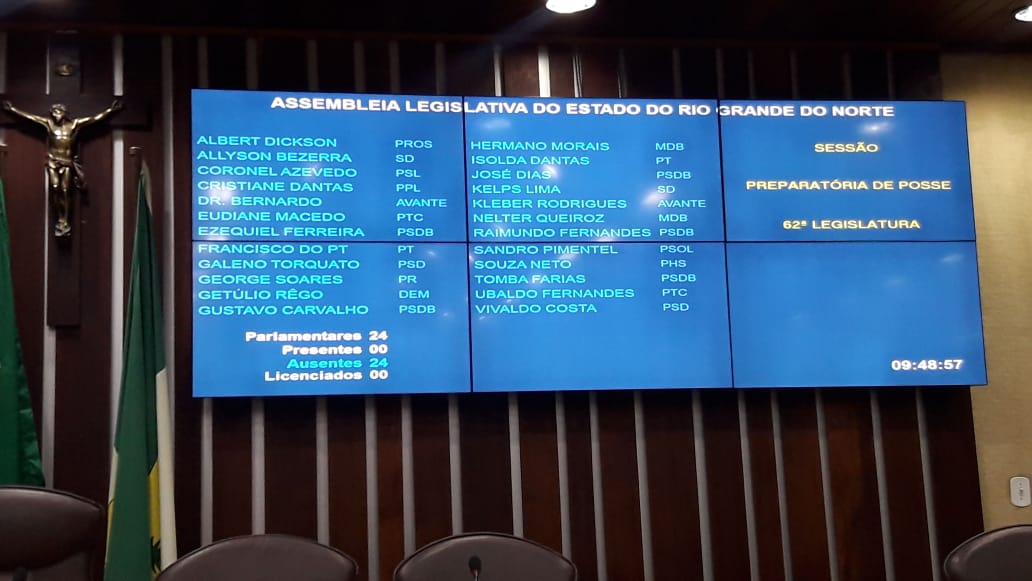 ASSEMBLEIA LEGISLATIVA DO ESTADO DO RIO GRANDE DO NORTE
ALBERT DICKSON PROS
ALLYSON BEZERRA SD
CORONEL AZEVEDO PSL
CRISTIANE DANTAS PPL
DR. BERNARDO AVANTE
EUDIANE MACEDO PTC
EZEQUIEL FERREIRA PSDB
FRANCISCO DO PT PT
GALENO TORQUATO PSD
GEORGE SOARES PR
GETÚLIO RÊGO DEM
GUSTAVO CARVALHO PSDB
HERMANO MORAIS MDB
ISOLDA DANTAS PT
JOSÉ DIAS PSDB
KELPS LIMA SD
KLEBER RODRIGUES AVANTE
NELTER QUEIROZ MDB
RAIMUNDO FERNANDES PSDB
SANDRO PIMENTEL PSOL
SOUZA NETO PHS
TOMBA FARIAS PSDB
UBALDO FERNANDES PTC
VIVALDO COSTA PSD
Parlamentares 24
Presentes 00
Ausentes 24
Licenciados 00
SESSÃO
PREPARATÓRIA DE POSSE
62ª LEGISLATURA
09:48:57